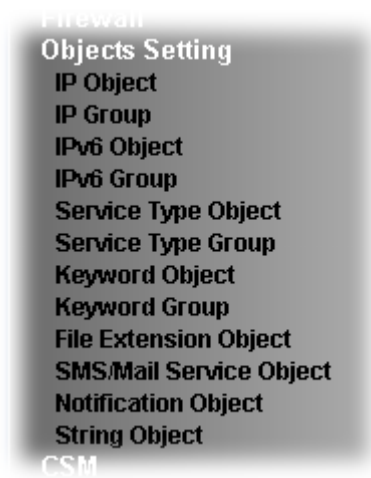 Firewall
Objects Setting
IP Object
IP Group
IPv6 Object
IPv6 Group
Service Type Object
Service Type Group
Keyword Object
Keyword Group
File Extension Object
SMS/Mail Service Object
Notification Object
String Object
CSM